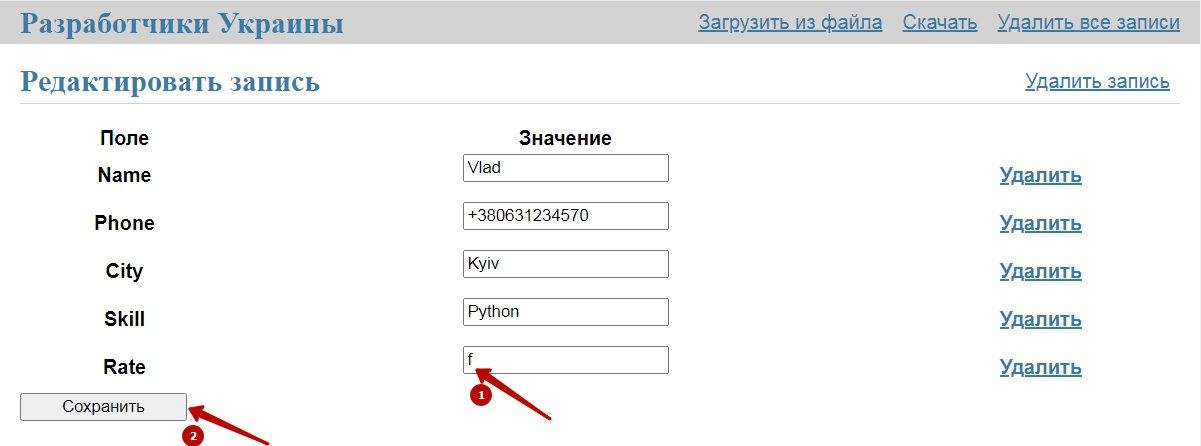 Разработчики Украины Загрузить из файла Скачать Удалить все записи
Редактировать запись Удалить запись
Поле Значение
Name Vlad Удалить
Phone +380631234570 Удалить
City Kyiv Удалить
Skill Python Удалить
Rate f Удалить
1
Сохранить
2